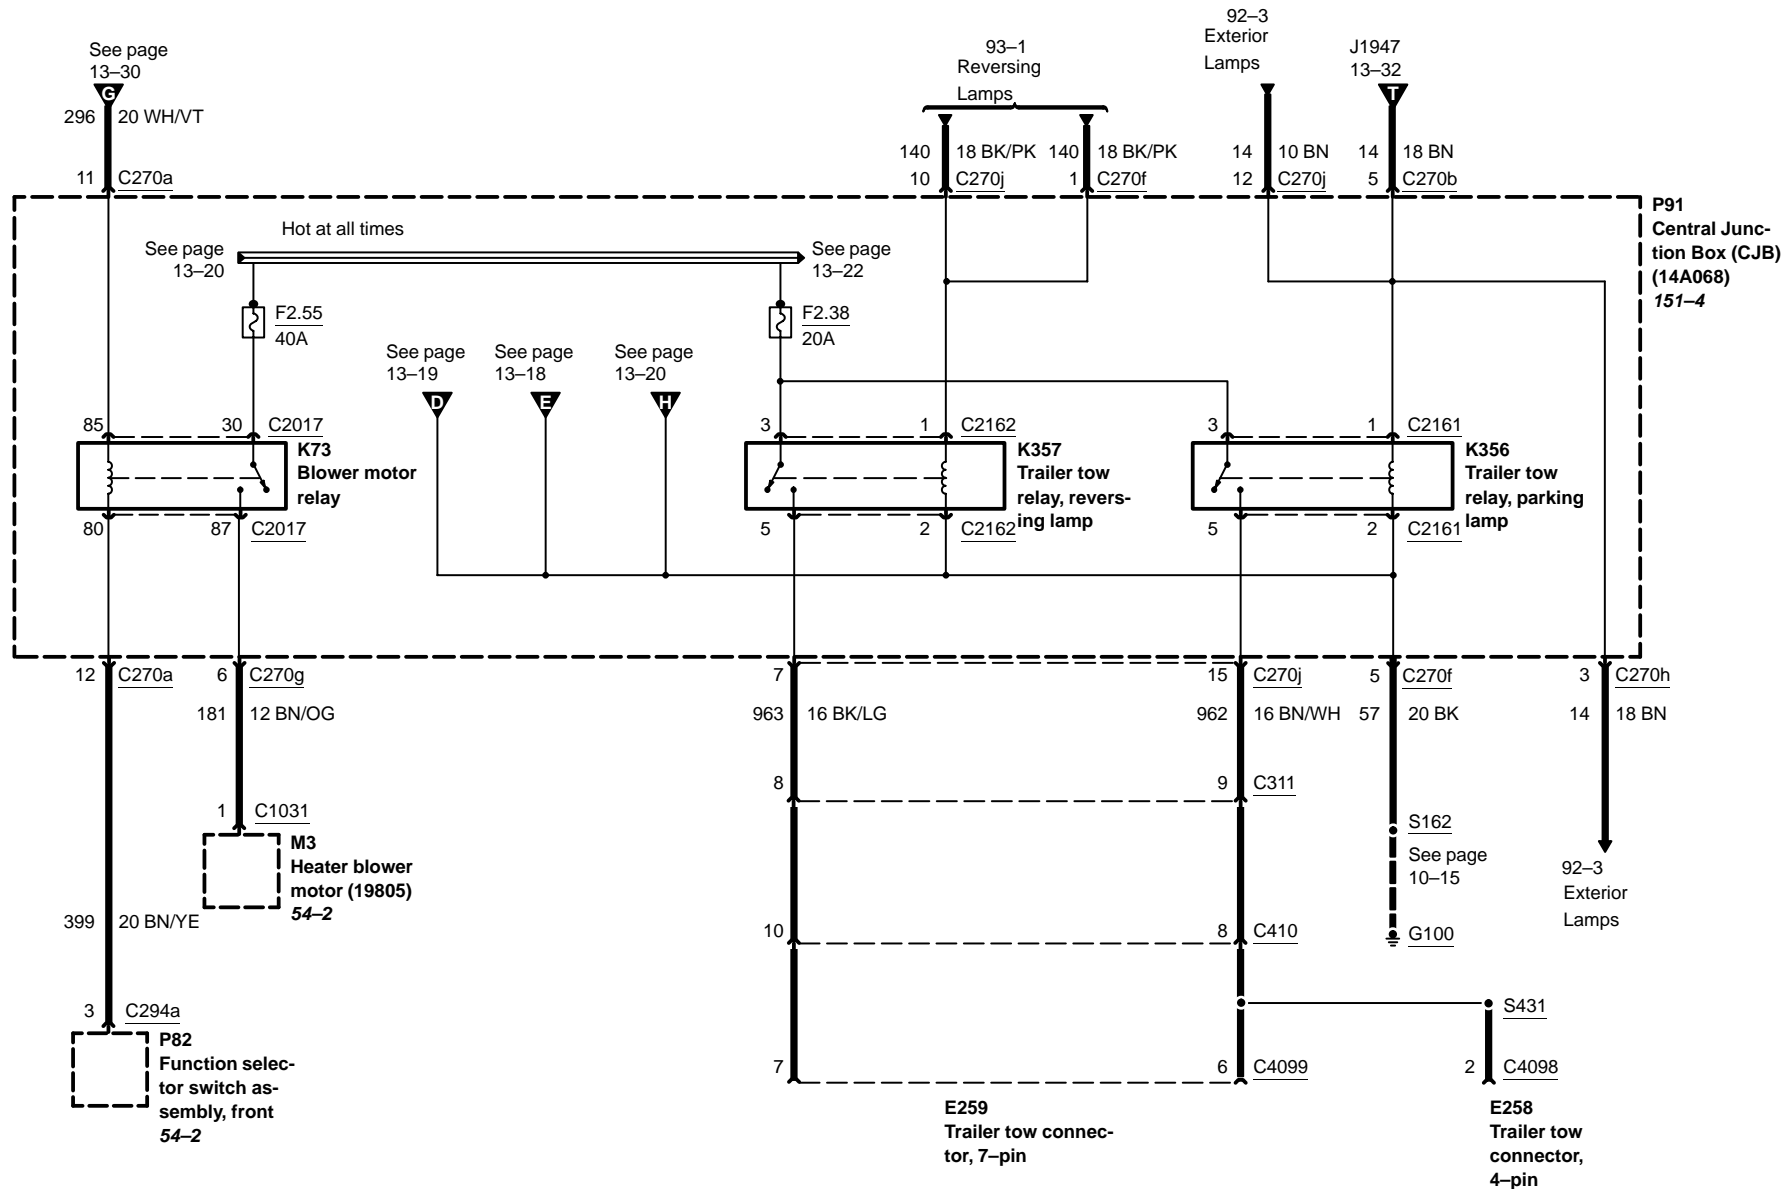 92–3
Exterior
Lamps
See page
13–30
G
93–1
Reversing
Lamps
J1947
13–32
T
296 20 WH/VT
140 18 BK/PK 140 18 BK/PK 14 10 BN 14 18 BN
11 C270a 10 C270j 1 C270f 12 C270j 5 C270b
P91
Central Junc-
tion Box (CJB)
(14A068)
151–4
Hot at all times
See page
13–20
See page
13–22
F2.55
40A
F2.38
20A
See page
13–19
D
See page
13–18
E
See page
13–20
H
85 30 C2017 3 1 C2162 3 1 C2161
K73
Blower motor
relay
K357
Trailer tow
relay, revers-
ing lamp
K356
Trailer tow
relay, parking
lamp
80 87 C2017 5 2 C2162 5 2 C2161
12 C270a 6 C270g 7 15 C270j 5 C270f 3 C270h
181 12 BN/OG 963 16 BK/LG 962 16 BN/WH 57 20 BK 14 18 BN
8 9 C311
1 C1031
M3
Heater blower
motor (19805)
54–2
S162
See page
10–15
92–3
Exterior
Lamps
399 20 BN/YE
10 8 C410 G100
3 C294a
P82
Function selec-
tor switch as-
sembly, front
54–2
S431
7 6 C4099 2 C4098
E259
Trailer tow connec-
tor, 7–pin
E258
Trailer tow
connector,
4–pin